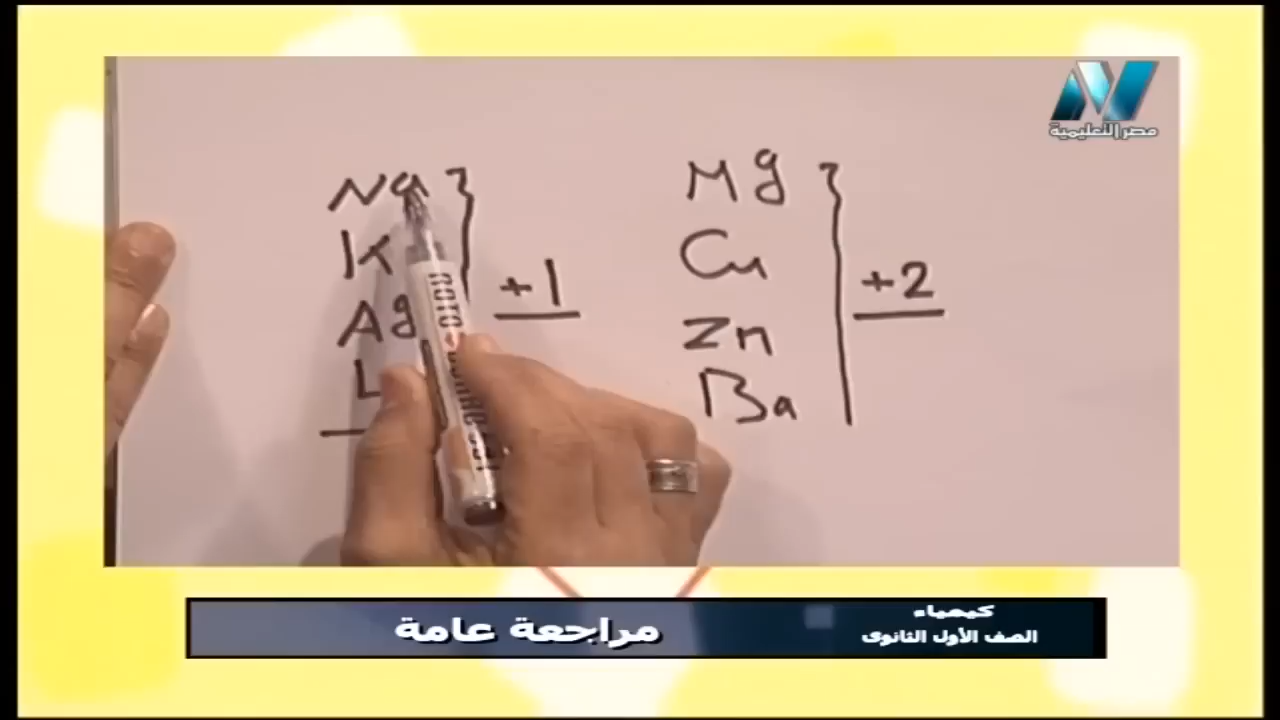 مصر التعليمية
Na
K
Ag
+1
Mg
Cu
Zn
Ba
+2
كيمياء
الصف الأول الثانوى
مراجعة عامة